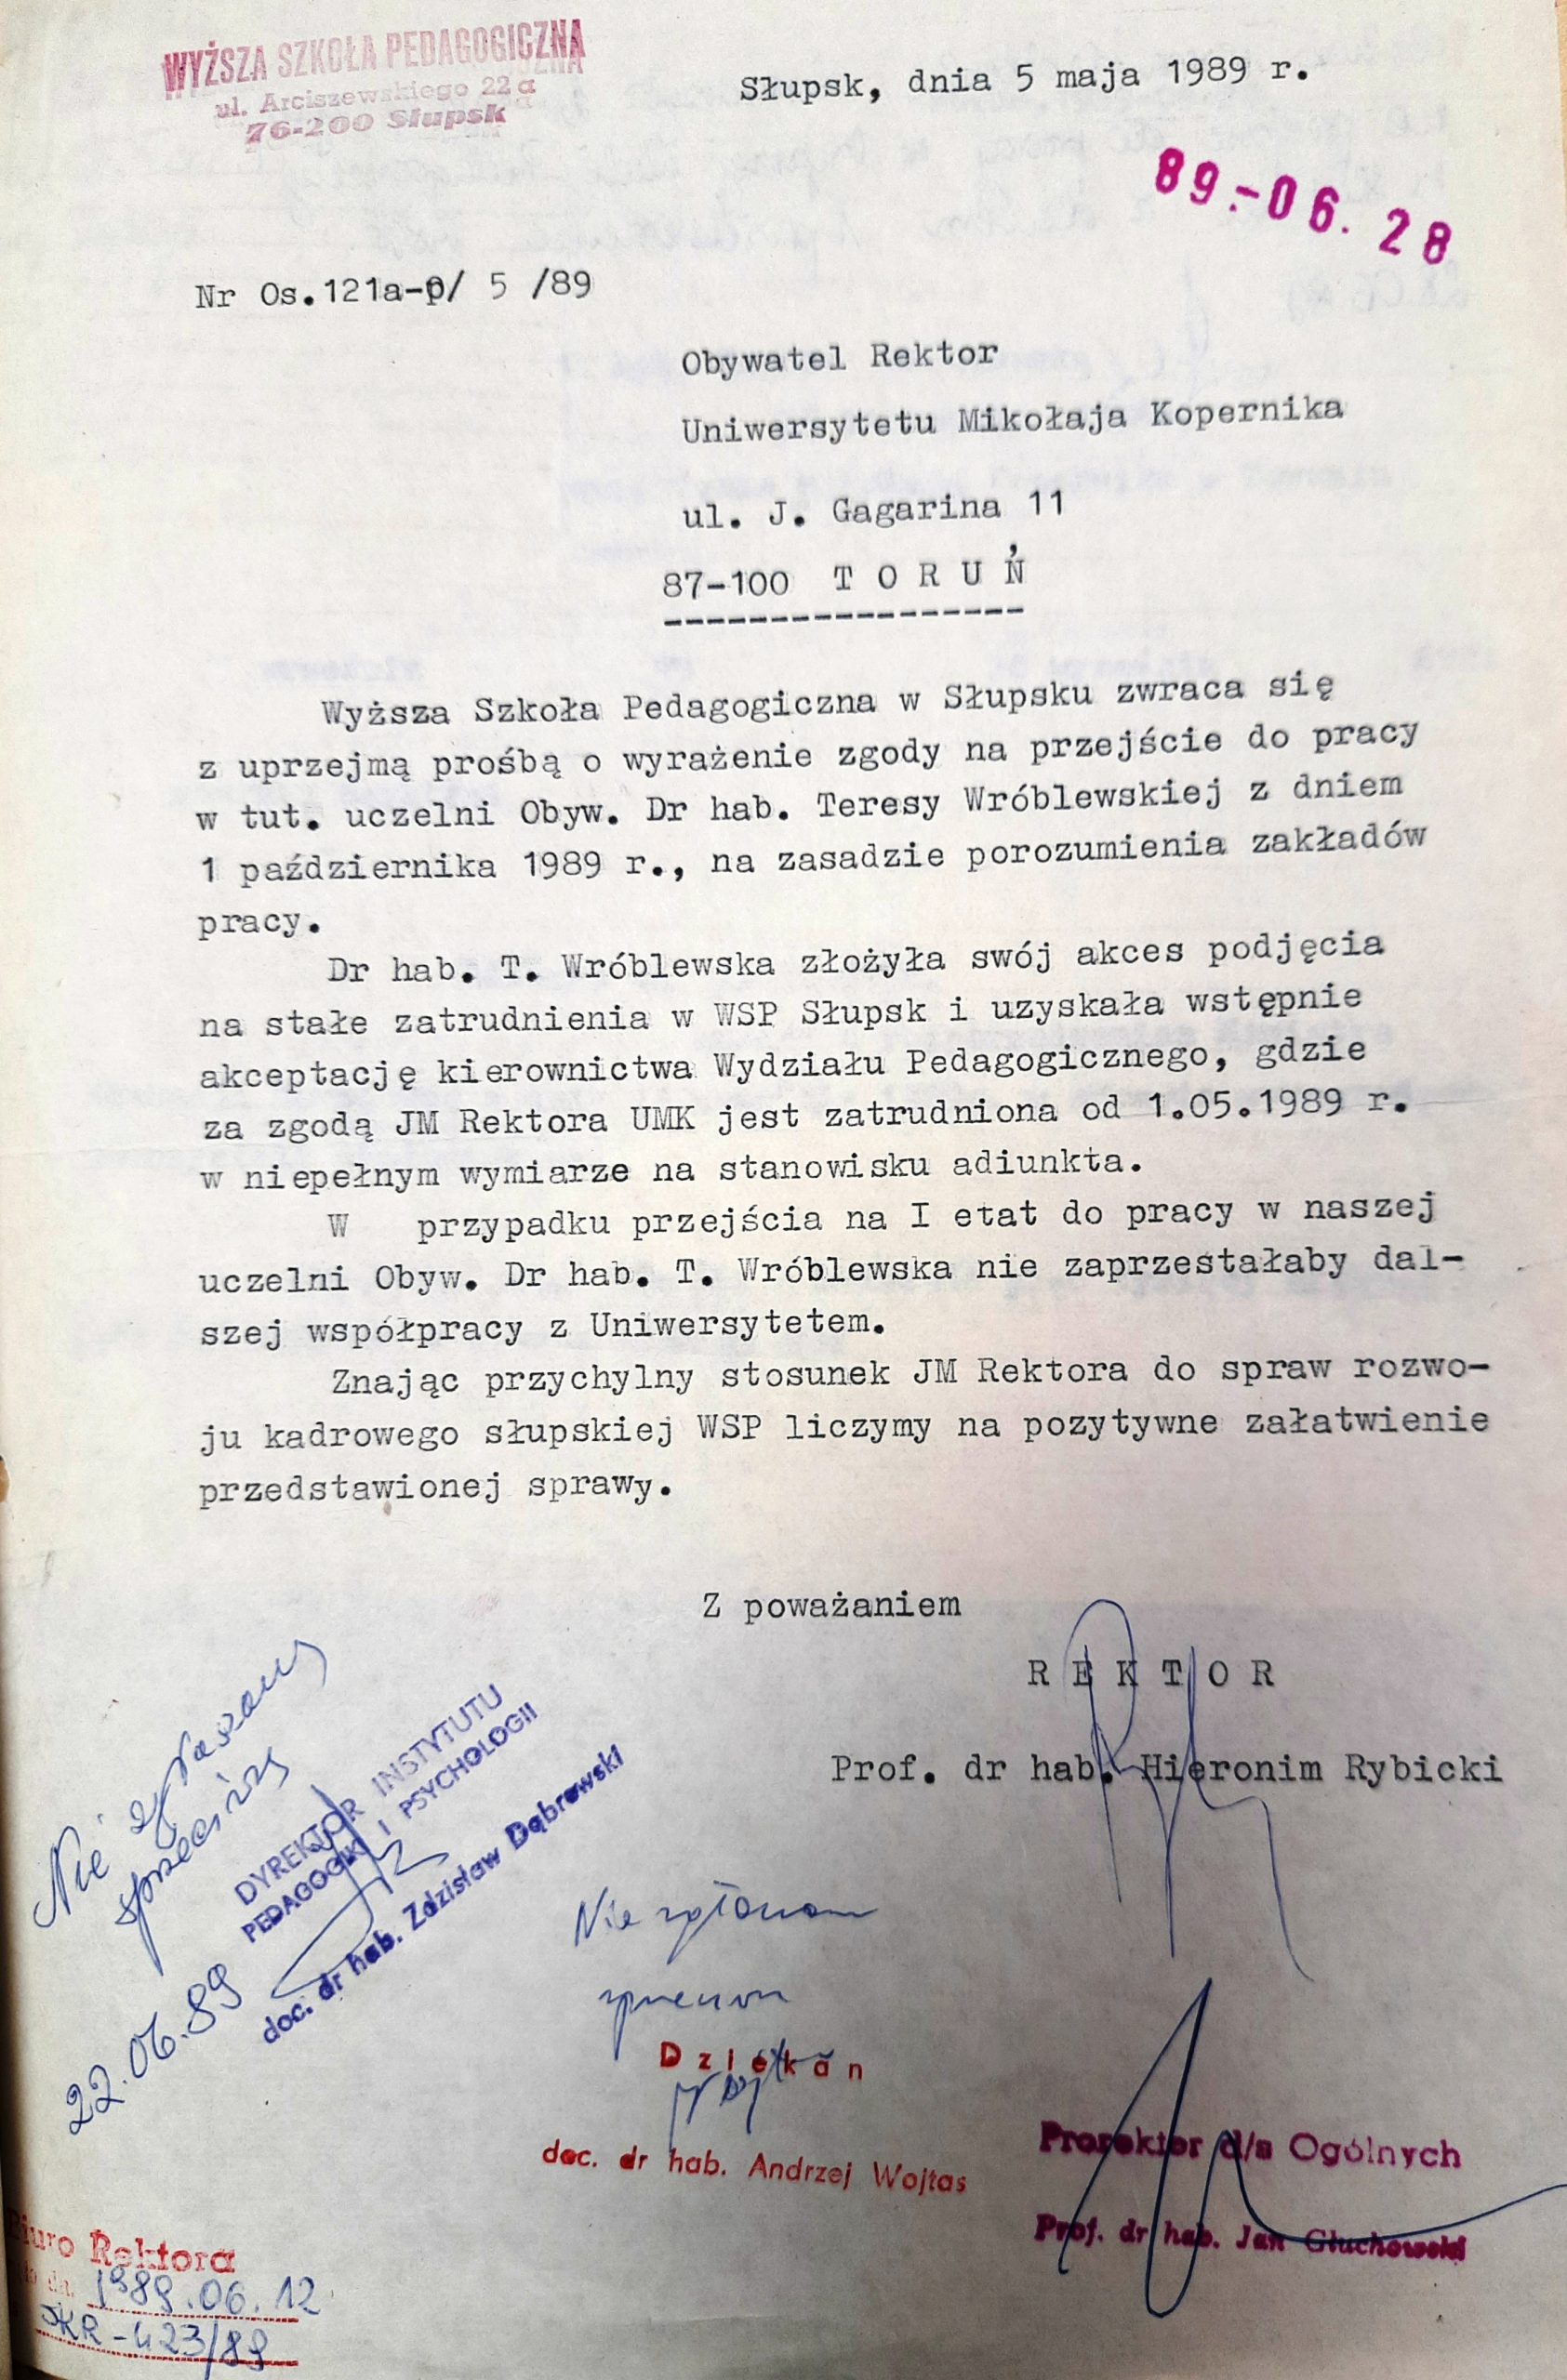 WYŻSZA SZKOŁA PEDAGOGICZNA
ul. Arciszewskiego 22 a
76-200 Słupsk
Słupsk, dnia 5 maja 1989 r.
89.-06. 28
Nr Os.121a-p/ 5 /89
Obywatel Rektor
Uniwersytetu Mikołaja Kopernika
ul. J. Gagarina 11
87-100 T O R U Ń
Wyższa Szkoła Pedagogiczna w Słupsku zwraca się
z uprzejmą prośbą o wyrażenie zgody na przejście do pracy
w tut. uczelni Obyw. Dr hab. Teresy Wróblewskiej z dniem
1 października 1989 r., na zasadzie porozumienia zakładów
pracy.
Dr hab. T. Wróblewska złożyła swój akces podjęcia
na stałe zatrudnienia w WSP Słupsk i uzyskała wstępnie
akceptację kierownictwa Wydziału Pedagogicznego, gdzie
za zgodą JM Rektora UMK jest zatrudniona od 1.05.1989 r.
w niepełnym wymiarze na stanowisku adiunkta.
W przypadku przejścia na I etat do pracy w naszej
uczelni Obyw. Dr hab. T. Wróblewska nie zaprzestałaby dal-
szej współpracy z Uniwersytetem.
Znając przychylny stosunek JM Rektora do spraw rozwo-
ju kadrowego słupskiej WSP liczymy na pozytywne załatwienie
przedstawionej sprawy.
Z poważaniem
R E K T O R
Prof. dr hab. Hieronim Rybicki
Nie zgłaszam
sprzeciwu
DYREKTOR INSTYTUTU
PEDAGOGIKI I PSYCHOLOGII
doc. dr hab. Zdzisław Dąbrowski
22.06.89
Nie zgłaszam
sprzeciwu
D z i e k a n
doc. dr hab. Andrzej Wojtas
Prorektor d/s Ogólnych
Prof. dr hab. Jan Głuchowski
Biuro Rektora
1989.06.12
JKR-423/89